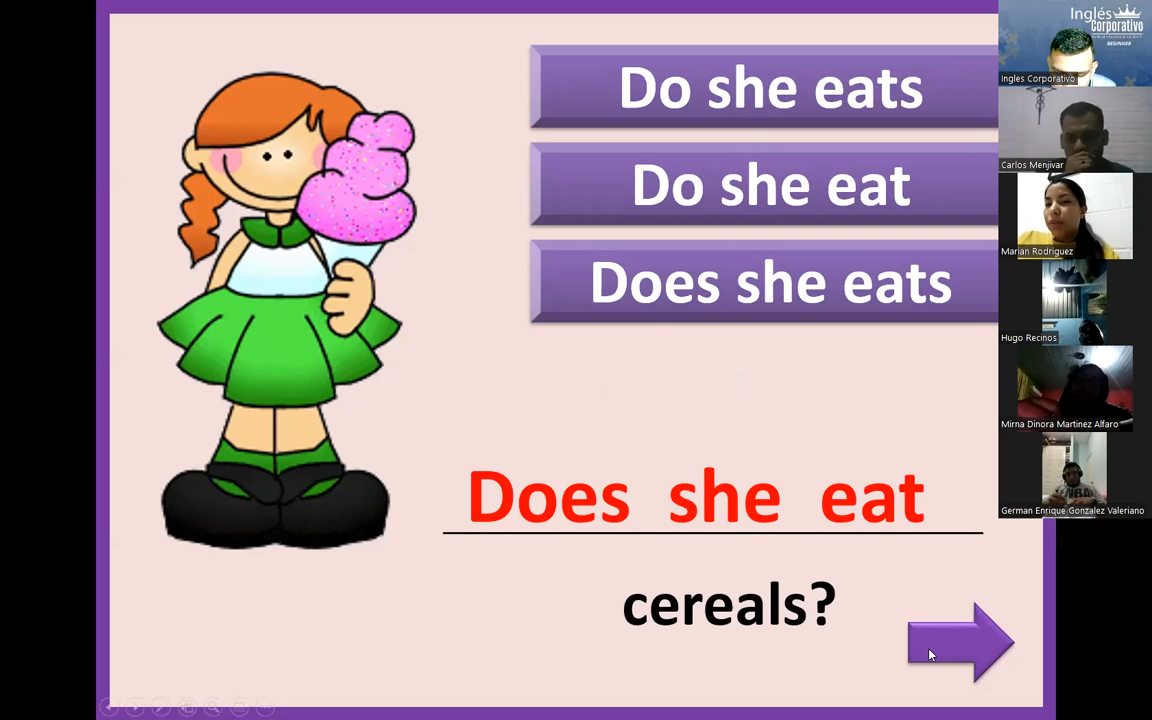 Do she eats
Do she eat
Does she eats
Does she eat
cereals?
Inglés
Corporativo
BEGINNER
Ingles Corporativo
Carlos Menjivar
Marian Rodriguez
Hugo Recinos
Mirna Dinora Martinez Alfaro
German Enrique Gonzalez Valeriano